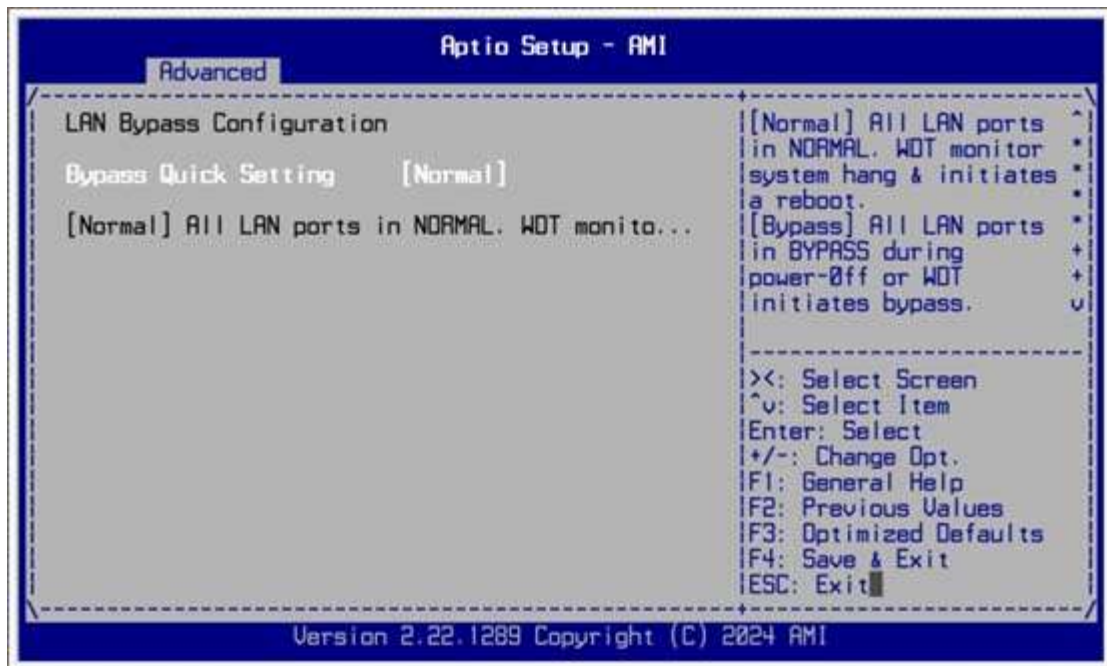 Aptio Setup - AMI
Advanced
LAN Bypass Configuration
Bypass Quick Setting [Normal]
[Normal] All LAN ports in NORMAL. WDT monito...
[Normal] All LAN ports
in NORMAL. WDT monitor
system hang & initiates
a reboot.
[Bypass] All LAN ports
in BYPASS during
power-0ff or WDT
initiates bypass.
><: Select Screen
^v: Select Item
Enter: Select
+/-: Change Opt.
F1: General Help
F2: Previous Values
F3: Optimized Defaults
F4: Save & Exit
ESC: Exit
Version 2.22.1289 Copyright (C) 2024 AMI